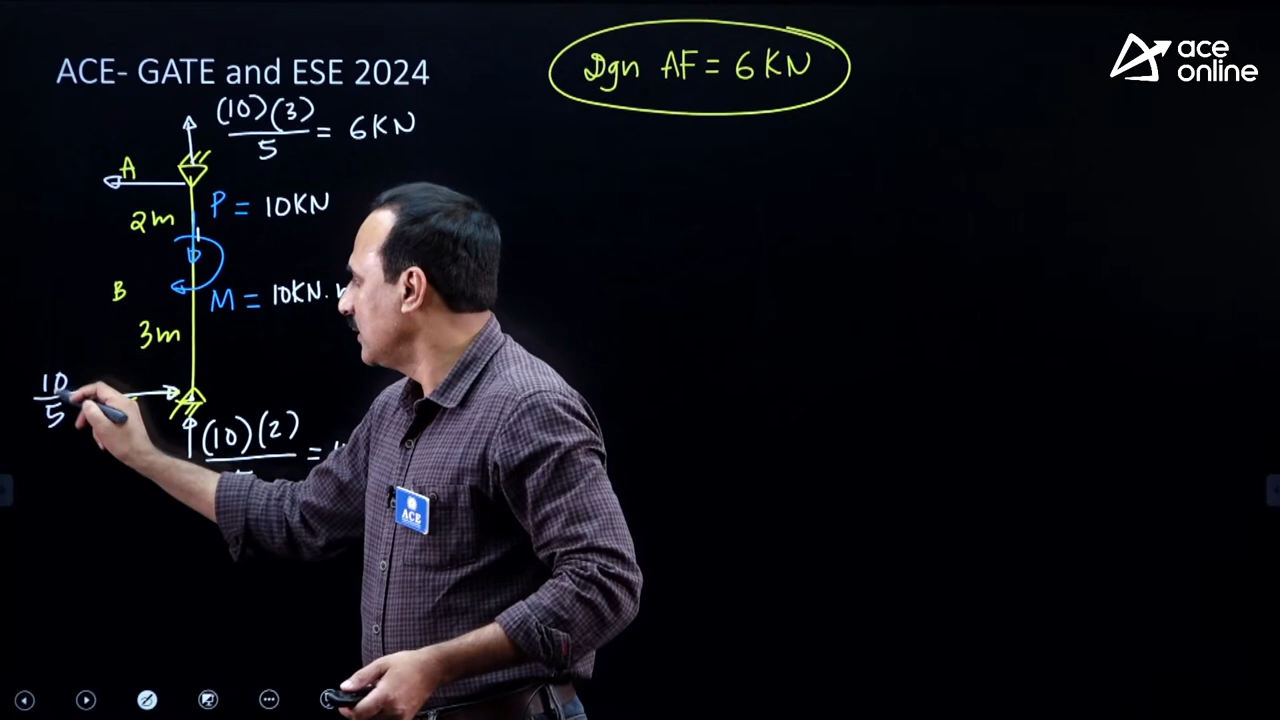 ace
online
ACE- GATE and ESE 2024
Dgn AF = 6 KN
(10)(3)
5
= 6KN
A
2m
P = 10KN
B
M = 10KN.
3m
10
5
(10)(2)
=
ACE